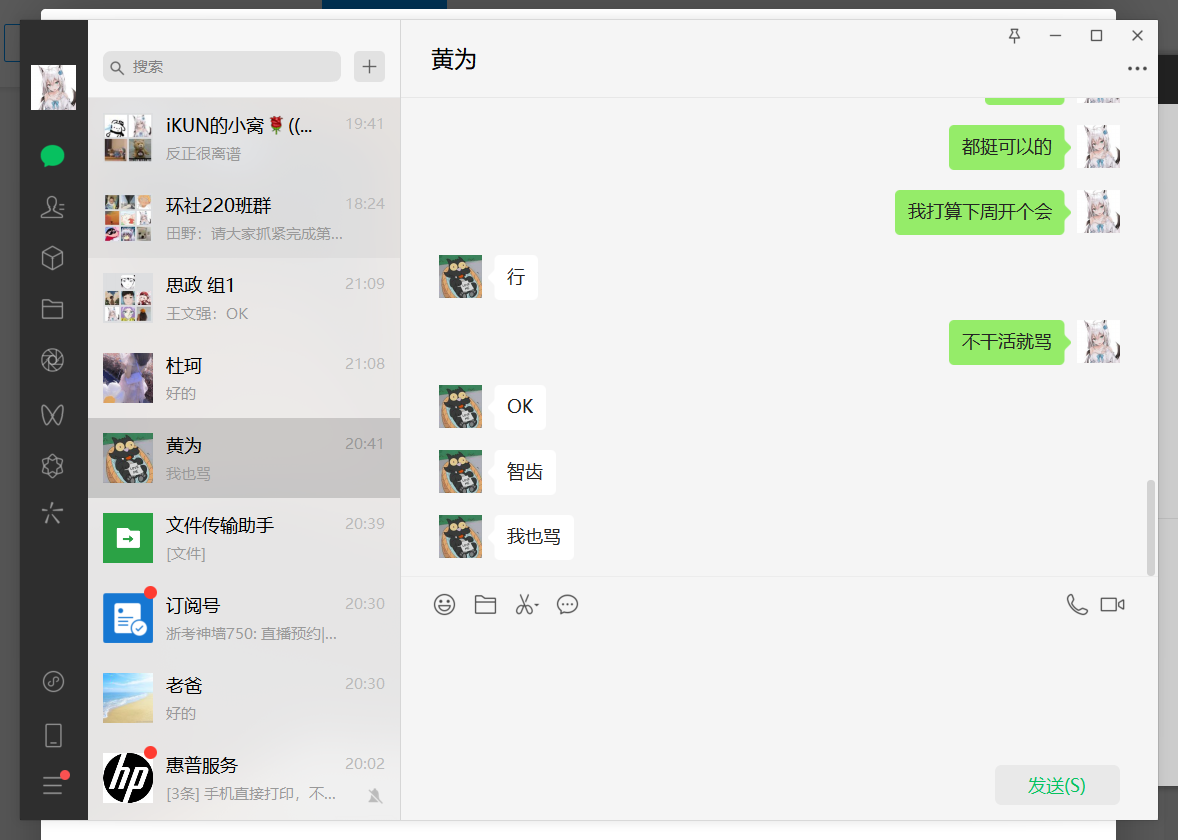 搜索
iKUN的小窝🌹((...
19:41
反正很离谱
环社220班群
18:24
田野：请大家抓紧完成第...
思政 组1
21:09
王文强：OK
杜珂
21:08
好的
黄为
20:41
我也骂
文件传输助手
20:39
[文件]
订阅号
20:30
浙考神墙750: 直播预约|...
老爸
20:30
好的
hp
惠普服务
20:02
[3条] 手机直接打印，不...
黄为
都挺可以的
我打算下周开个会
行
不干活就骂
OK
智齿
我也骂
发送(S)